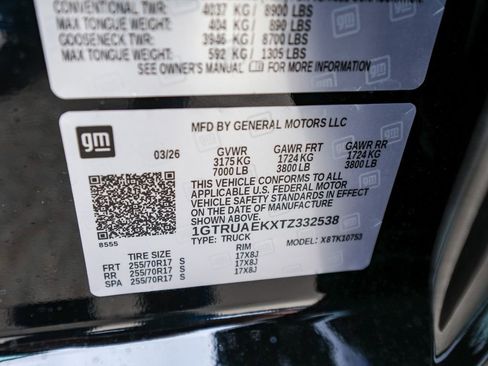 CONVENTIONAL
TWR: 4037 KG/ 8900 LBS
MAX TONGUE WEIGHT: 404 KG/ 890 LBS
GOOSENECK TWR: 3946 KG/ 8700 LBS
MAX TONGUE WEIGHT: 592 KG/ 1305 LBS
SEE OWNER'S MANUAL FOR MORE INFORMATION
gm
MFD BY GENERAL MOTORS LLC
03/26 GVWR GAWR FRT GAWR RR
3175 KG 1724 KG 1724 KG
7000 LB 3800 LB 3800 LB
THIS VEHICLE CONFORMS TO ALL
APPLICABLE U.S. FEDERAL MOTOR
VEHICLE SAFETY STANDARDS IN EFFECT
ON THE DATE OF MANUFACTURE
SHOWN ABOVE.
1GTRUAEKXTZ332538
8555
TYPE: TRUCK MODEL: X8TK10753
TIRE SIZE RIM
FRT 255/70R17 S 17X8J
RR 255/70R17 S 17X8J
SPA 255/70R17 S 17X8J